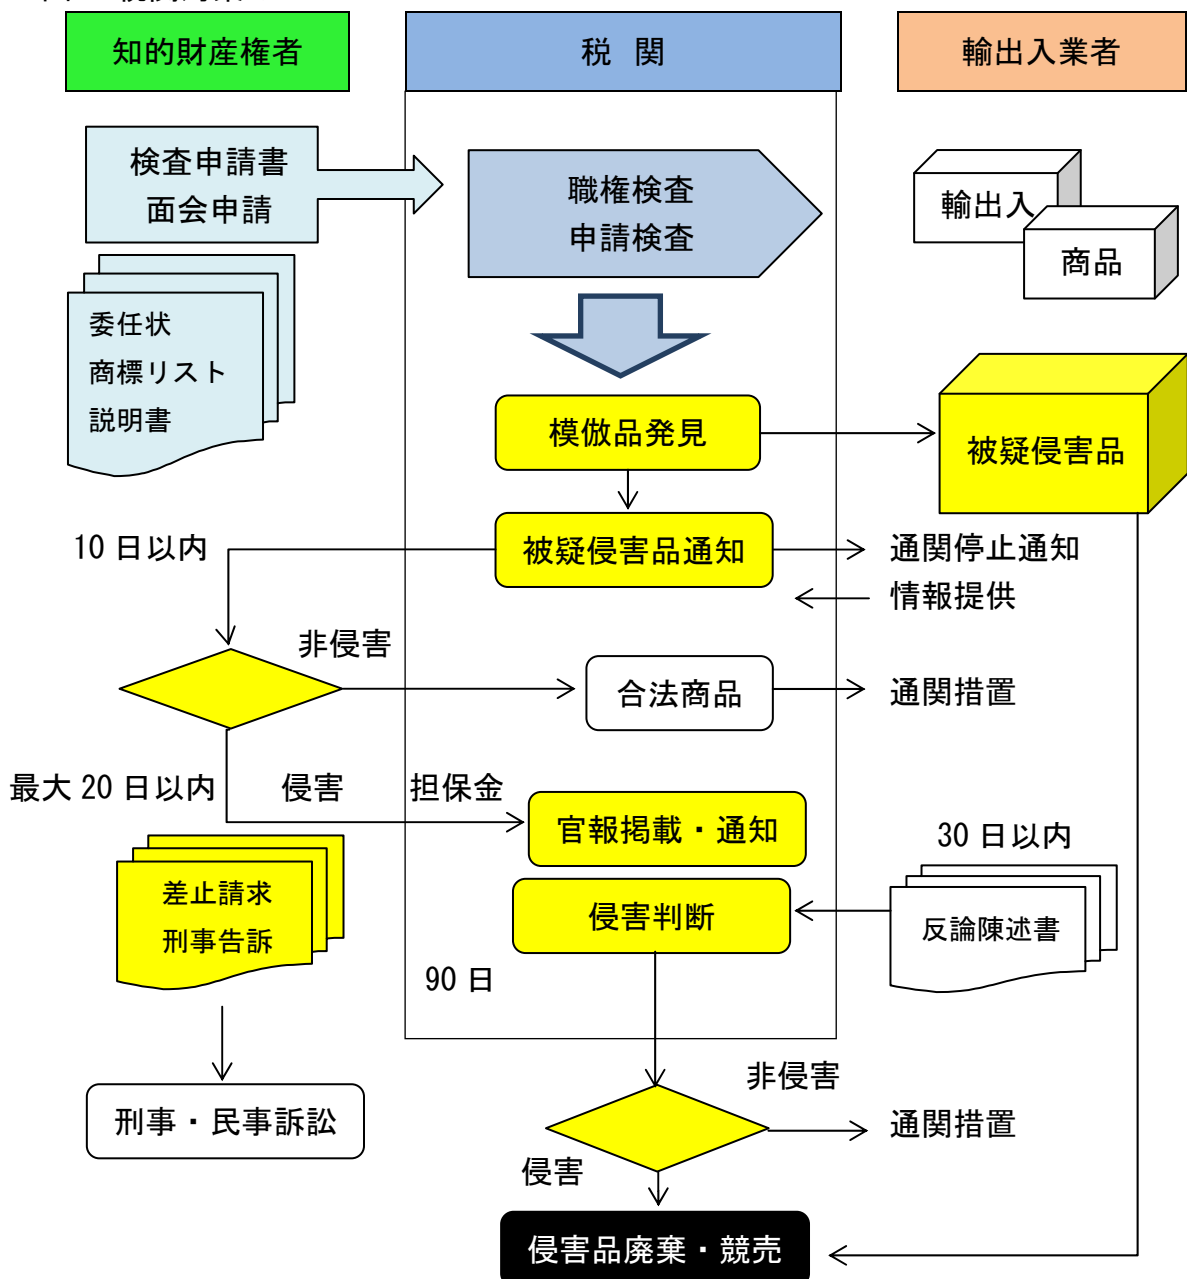 知的財産権者
税 関
輸出入業者
検査申請書
面会申請
職権検査
申請検査
輸出入
商品
委任状
商標リスト
説明書
模倣品発見
被疑侵害品
10 日以内
被疑侵害品通知
通関停止通知
情報提供
非侵害
合法商品
通関措置
最大 20 日以内
侵害
担保金
官報掲載・通知
30 日以内
差止請求
刑事告訴
侵害判断
反論陳述書
90 日
刑事・民事訴訟
非侵害
通関措置
侵害
侵害品廃棄・競売